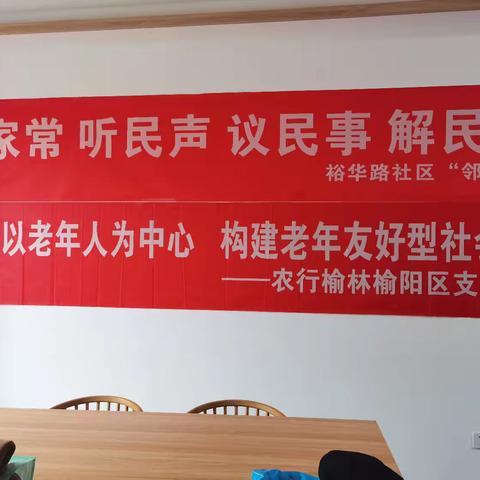 家常 听民声 议民事 解民
裕华路社区“邻
以老年人为中心 构建老年友好型社会
——农行榆林榆阳区支